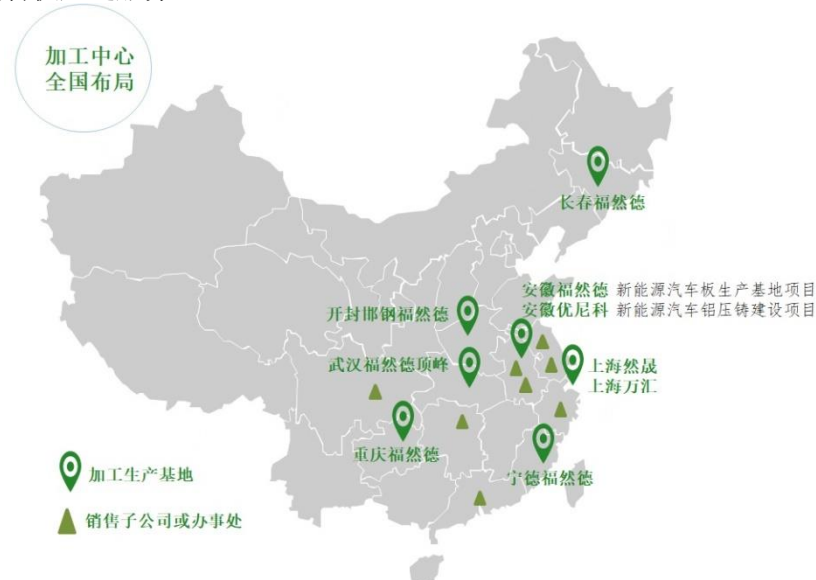 加工中心
全国布局
长春福然德
安徽福然德 新能源汽车板生产基地项目
安徽优尼科 新能源汽车铝压铸建设项目
开封邯钢福然德
武汉福然德顶峰
上海然晟
上海万汇
重庆福然德
宁德福然德
加工生产基地
销售子公司或办事处